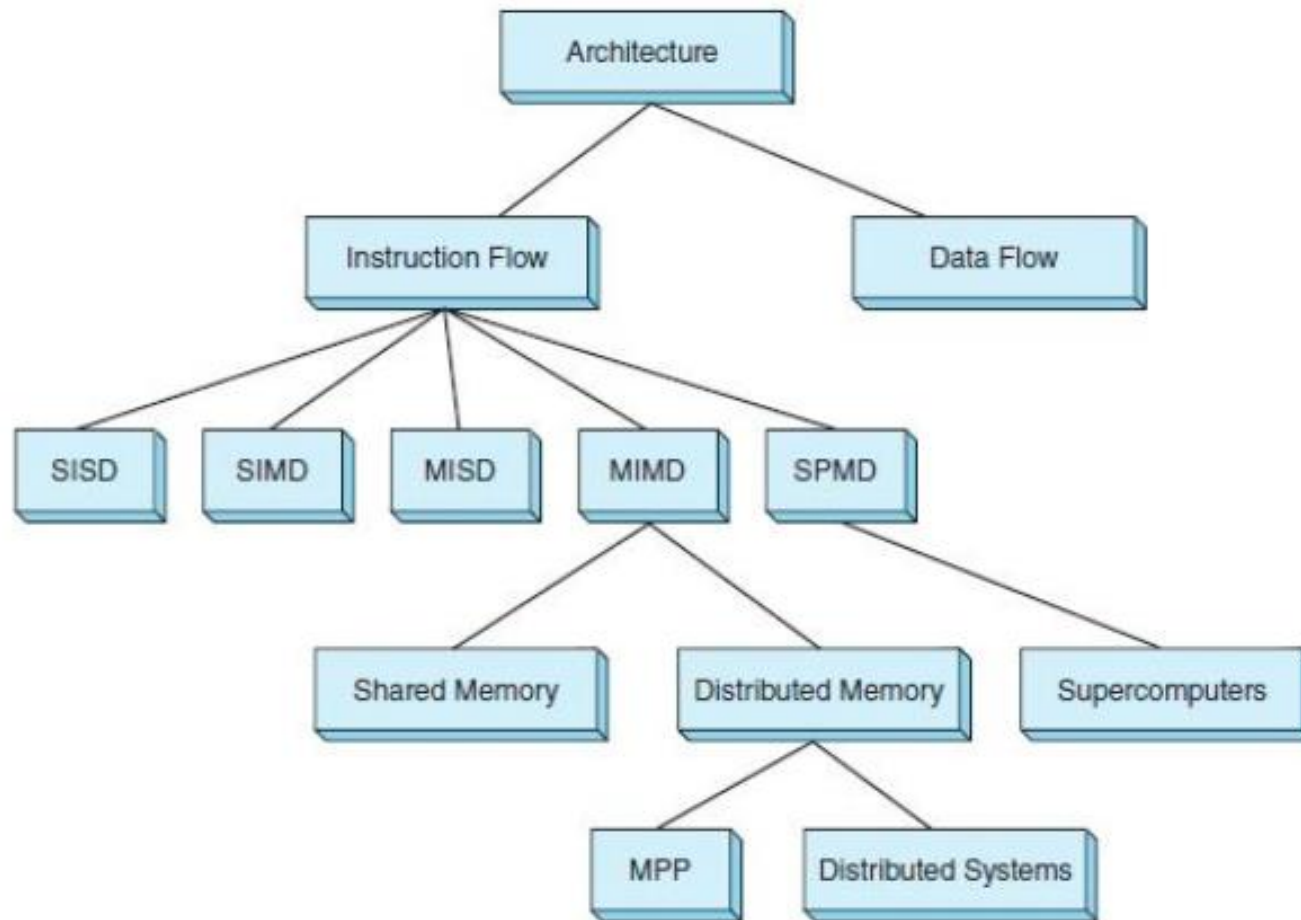 Architecture
Instruction Flow
Data Flow
SISD
SIMD
MISD
MIMD
SPMD
Shared Memory
Distributed Memory
Supercomputers
MPP
Distributed Systems